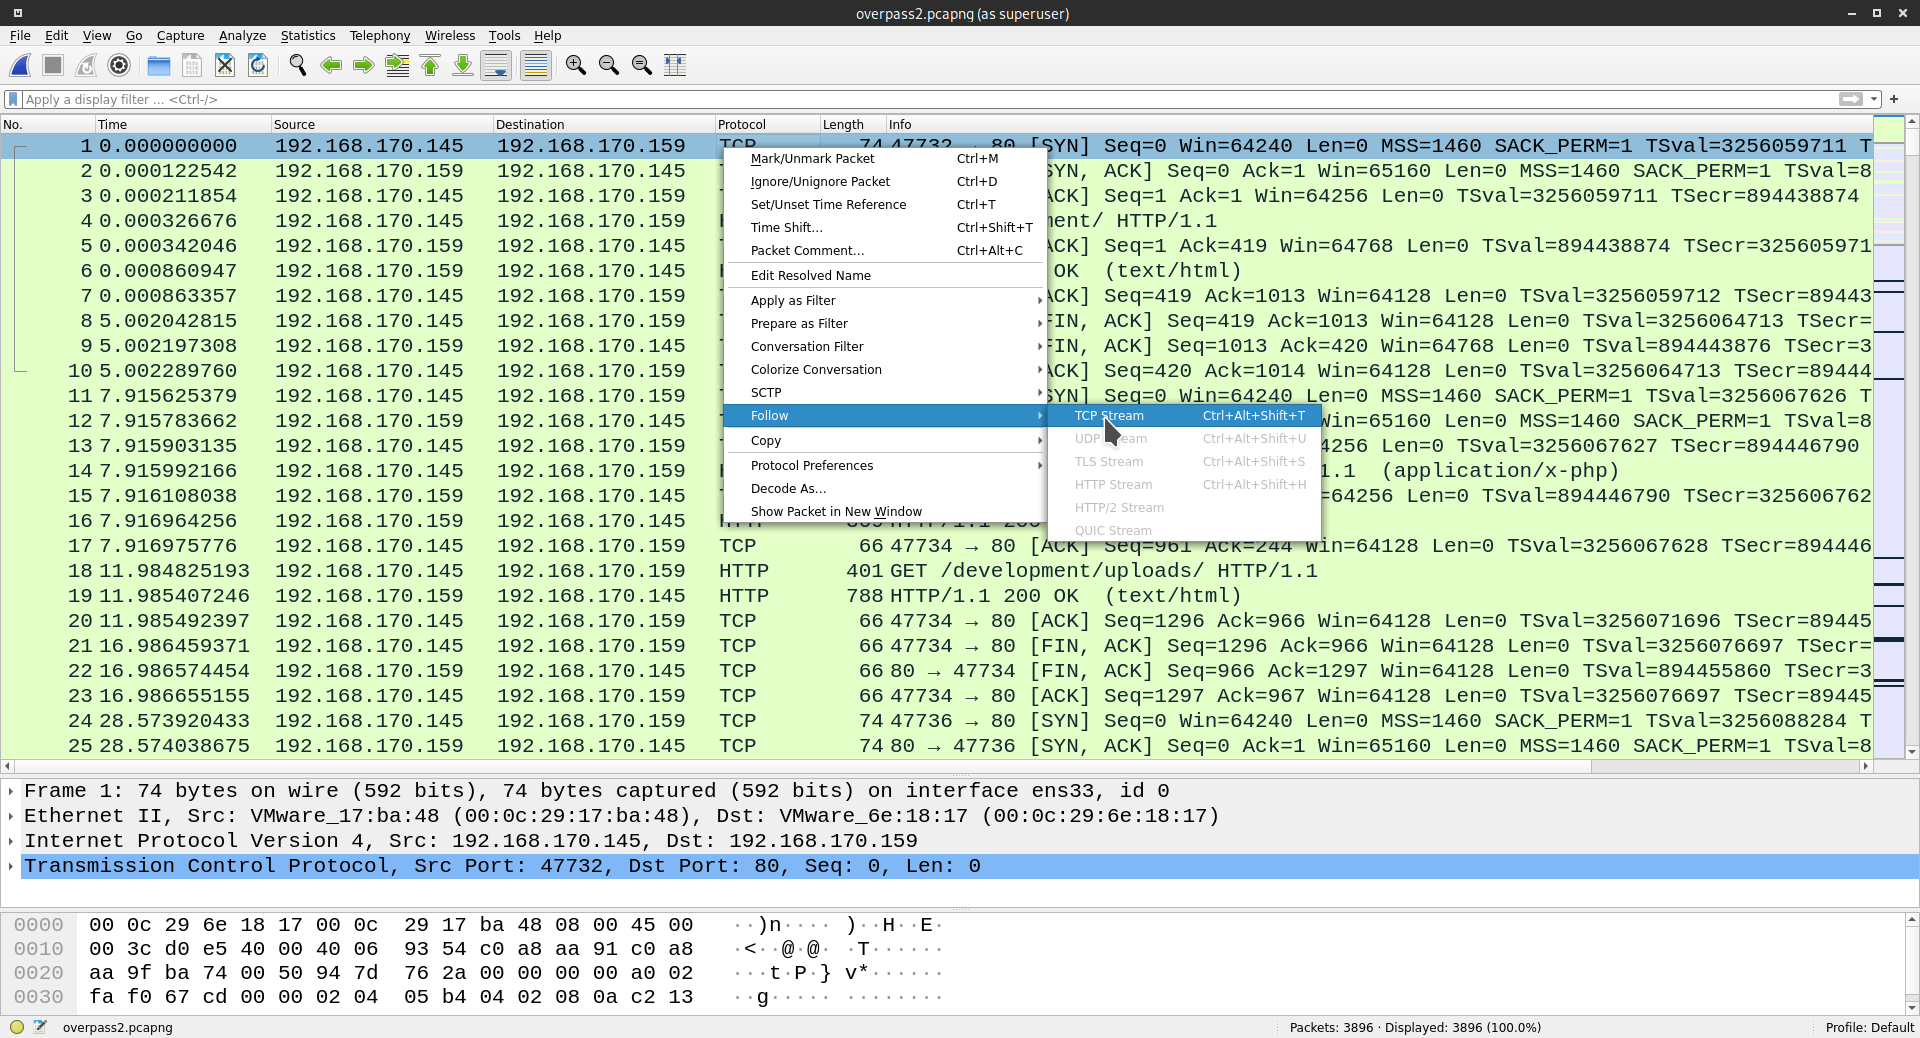 overpass2.pcapng (as superuser)
File Edit View Go Capture Analyze Statistics Telephony Wireless Tools Help
Apply a display filter … <Ctrl-/>
No. Time Source Destination Protocol Length Info
1 0.000000000 192.168.170.145 192.168.170.159 TCP 74 47732 → 80 [SYN] Seq=0 Win=64240 Len=0 MSS=1460 SACK_PERM=1 TSval=3256059711 T
2 0.000122542 192.168.170.159 192.168.170.145 SYN, ACK] Seq=0 Ack=1 Win=65160 Len=0 MSS=1460 SACK_PERM=1 TSval=8
3 0.000211854 192.168.170.145 192.168.170.159 ACK] Seq=1 Ack=1 Win=64256 Len=0 TSval=3256059711 TSecr=894438874
4 0.000326676 192.168.170.145 192.168.170.159 ment/ HTTP/1.1
5 0.000342046 192.168.170.159 192.168.170.145 ACK] Seq=1 Ack=419 Win=64768 Len=0 TSval=894438874 TSecr=325605971
6 0.000860947 192.168.170.159 192.168.170.145 OK (text/html)
7 0.000863357 192.168.170.145 192.168.170.159 ACK] Seq=419 Ack=1013 Win=64128 Len=0 TSval=3256059712 TSecr=89443
8 5.002042815 192.168.170.145 192.168.170.159 FIN, ACK] Seq=419 Ack=1013 Win=64128 Len=0 TSval=3256064713 TSecr=
9 5.002197308 192.168.170.159 192.168.170.145 FIN, ACK] Seq=1013 Ack=420 Win=64768 Len=0 TSval=894443876 TSecr=3
10 5.002289760 192.168.170.145 192.168.170.159 ACK] Seq=420 Ack=1014 Win=64128 Len=0 TSval=3256064713 TSecr=89444
11 7.915625379 192.168.170.145 192.168.170.159 SYN] Seq=0 Win=64240 Len=0 MSS=1460 SACK_PERM=1 TSval=3256067626 T
12 7.915783662 192.168.170.159 192.168.170.145 Win=65160 Len=0 MSS=1460 SACK_PERM=1 TSval=8
13 7.915903135 192.168.170.145 192.168.170.159 4256 Len=0 TSval=3256067627 TSecr=894446790
14 7.915992166 192.168.170.145 192.168.170.159 1.1 (application/x-php)
15 7.916108038 192.168.170.159 192.168.170.145 =64256 Len=0 TSval=894446790 TSecr=325606762
16 7.916964256 192.168.170.159 192.168.170.145 HTTP 309 HTTP/1.1 200
17 7.916975776 192.168.170.145 192.168.170.159 TCP 66 47734 → 80 [ACK] Seq=961 Ack=244 Win=64128 Len=0 TSval=3256067628 TSecr=894446
18 11.984825193 192.168.170.145 192.168.170.159 HTTP 401 GET /development/uploads/ HTTP/1.1
19 11.985407246 192.168.170.159 192.168.170.145 HTTP 788 HTTP/1.1 200 OK (text/html)
20 11.985492397 192.168.170.145 192.168.170.159 TCP 66 47734 → 80 [ACK] Seq=1296 Ack=966 Win=64128 Len=0 TSval=3256071696 TSecr=89445
21 16.986459371 192.168.170.145 192.168.170.159 TCP 66 47734 → 80 [FIN, ACK] Seq=1296 Ack=966 Win=64128 Len=0 TSval=3256076697 TSecr=
22 16.986574454 192.168.170.159 192.168.170.145 TCP 66 80 → 47734 [FIN, ACK] Seq=966 Ack=1297 Win=64128 Len=0 TSval=894455860 TSecr=3
23 16.986655155 192.168.170.145 192.168.170.159 TCP 66 47734 → 80 [ACK] Seq=1297 Ack=967 Win=64128 Len=0 TSval=3256076697 TSecr=89445
24 28.573920433 192.168.170.145 192.168.170.159 TCP 74 47736 → 80 [SYN] Seq=0 Win=64240 Len=0 MSS=1460 SACK_PERM=1 TSval=3256088284 T
25 28.574038675 192.168.170.159 192.168.170.145 TCP 74 80 → 47736 [SYN, ACK] Seq=0 Ack=1 Win=65160 Len=0 MSS=1460 SACK_PERM=1 TSval=8
Mark/Unmark Packet Ctrl+M
Ignore/Unignore Packet Ctrl+D
Set/Unset Time Reference Ctrl+T
Time Shift… Ctrl+Shift+T
Packet Comment… Ctrl+Alt+C
Edit Resolved Name
Apply as Filter
Prepare as Filter
Conversation Filter
Colorize Conversation
SCTP
Follow
Copy
Protocol Preferences
Decode As…
Show Packet in New Window
TCP Stream Ctrl+Alt+Shift+T
UDP Stream Ctrl+Alt+Shift+U
TLS Stream Ctrl+Alt+Shift+S
HTTP Stream Ctrl+Alt+Shift+H
HTTP/2 Stream
QUIC Stream
Frame 1: 74 bytes on wire (592 bits), 74 bytes captured (592 bits) on interface ens33, id 0
Ethernet II, Src: VMware_17:ba:48 (00:0c:29:17:ba:48), Dst: VMware_6e:18:17 (00:0c:29:6e:18:17)
Internet Protocol Version 4, Src: 192.168.170.145, Dst: 192.168.170.159
Transmission Control Protocol, Src Port: 47732, Dst Port: 80, Seq: 0, Len: 0
0000 00 0c 29 6e 18 17 00 0c 29 17 ba 48 08 00 45 00 ··)n···· )··H··E·
0010 00 3c d0 e5 40 00 40 06 93 54 c0 a8 aa 91 c0 a8 ·<··@·@· ·T······
0020 aa 9f ba 74 00 50 94 7d 76 2a 00 00 00 00 a0 02 ···t·P·} v*······
0030 fa f0 67 cd 00 00 02 04 05 b4 04 02 08 0a c2 13 ··g····· ········
overpass2.pcapng
Packets: 3896 · Displayed: 3896 (100.0%)
Profile: Default